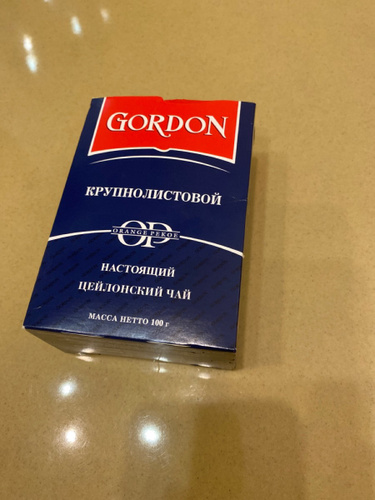 GORDON
КРУПНОЛИСТОВОЙ
OP
ORANGE PEKOE
НАСТОЯЩИЙ
ЦЕЙЛОНСКИЙ ЧАЙ
МАССА НЕТТО 100 г